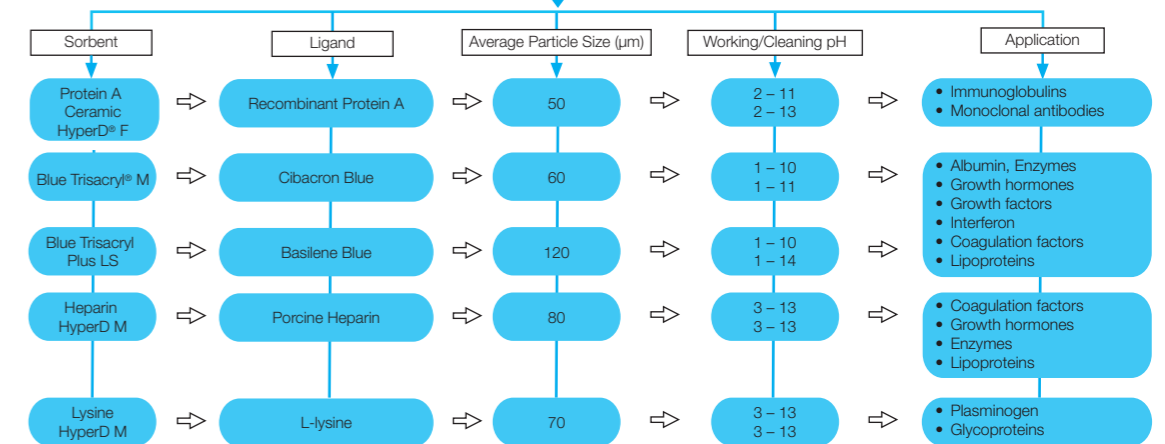 Sorbent
Ligand
Average Particle Size (µm)
Working/Cleaning pH
Application
Protein A
Ceramic
HyperD® F
Recombinant Protein A
50
2 – 11
2 – 13
• Immunoglobulins
• Monoclonal antibodies
Blue Trisacryl® M
Cibacron Blue
60
1 – 10
1 – 11
• Albumin, Enzymes
• Growth hormones
• Growth factors
• Interferon
• Coagulation factors
• Lipoproteins
Blue Trisacryl
Plus LS
Basilene Blue
120
1 – 10
1 – 14
Heparin
HyperD M
Porcine Heparin
80
3 – 13
3 – 13
• Coagulation factors
• Growth hormones
• Enzymes
• Lipoproteins
Lysine
HyperD M
L-lysine
70
3 – 13
3 – 13
• Plasminogen
• Glycoproteins